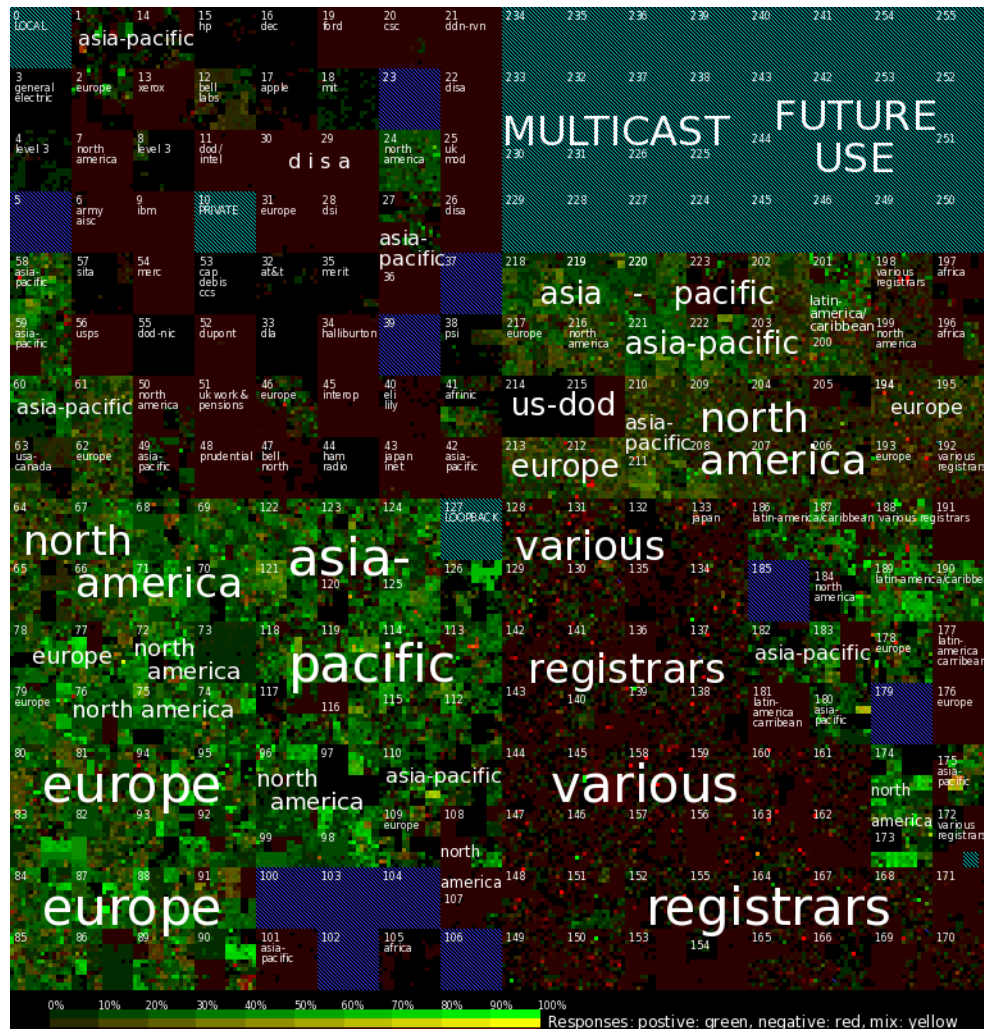 0 1 14 15 16 19 20 21 234 235 236 239 240 241 254 255
LOCAL hp dec ford csc ddn-rvn
asia-pacific
3 2 13 12 17 18 23 22 233 232 237 238 243 242 253 252
general electric europe xerox bell labs apple mit disa
MULTICAST FUTURE USE
4 7 8 11 30 29 24 25 230 231 226 225 244 251
level 3 north america level 3 dod/ intel disa north america uk mod
5 6 9 10 31 28 27 26 229 228 227 224 245 246 249 250
army aisc ibm PRIVATE europe dsi asia-pacific disa
58 57 54 53 32 35 36 37 218 219 220 223 202 201 198 197
asia-pacific sita merc cap debis ccs at&t merit asia - pacific latin-america/ caribbean various registrars africa
59 56 55 52 33 34 39 38 217 216 221 222 203 200 199 196
asia-pacific usps dod-nic dupont dla halliburton psi europe north america asia-pacific north america africa
60 61 50 51 46 45 40 41 214 215 210 209 204 205 194 195
asia-pacific north america uk work & pensions europe interop eli lily afrinic us-dod asia-pacific north america europe
63 62 49 48 47 44 43 42 213 212 211 208 207 206 193 192
usa-canada europe asia-pacific prudential bell north ham radio japan inet asia-pacific europe europe various registrars
64 67 68 69 122 123 124 127 128 131 132 133 186 187 188 191
LOOPBACK japan latin-america/caribbean various registrars
north america asia- various
65 66 71 70 121 120 125 126 129 130 135 134 185 184 189 190
north america latin-america/caribbe
78 77 72 73 118 119 114 113 142 141 136 137 182 183 178 177
europe north america pacific registrars asia-pacific europe latin-america carribean
79 76 75 74 117 116 115 112 143 140 139 138 181 180 179 176
europe north america latin-america carribean asia-pacific europe
80 81 94 95 96 97 110 144 145 158 159 160 161 174 175
europe north america asia-pacific various north america asia-pacific
83 82 93 92 99 98 109 108 147 146 157 156 163 162 173 172
europe north america various registrars
84 87 88 91 100 103 104 107 148 151 152 155 164 167 168 171
europe registrars
85 86 89 90 101 102 105 106 149 150 153 154 165 166 169 170
asia-pacific africa
0% 10% 20% 30% 40% 50% 60% 70% 80% 90% 100%
Responses: postive: green, negative: red, mix: yellow